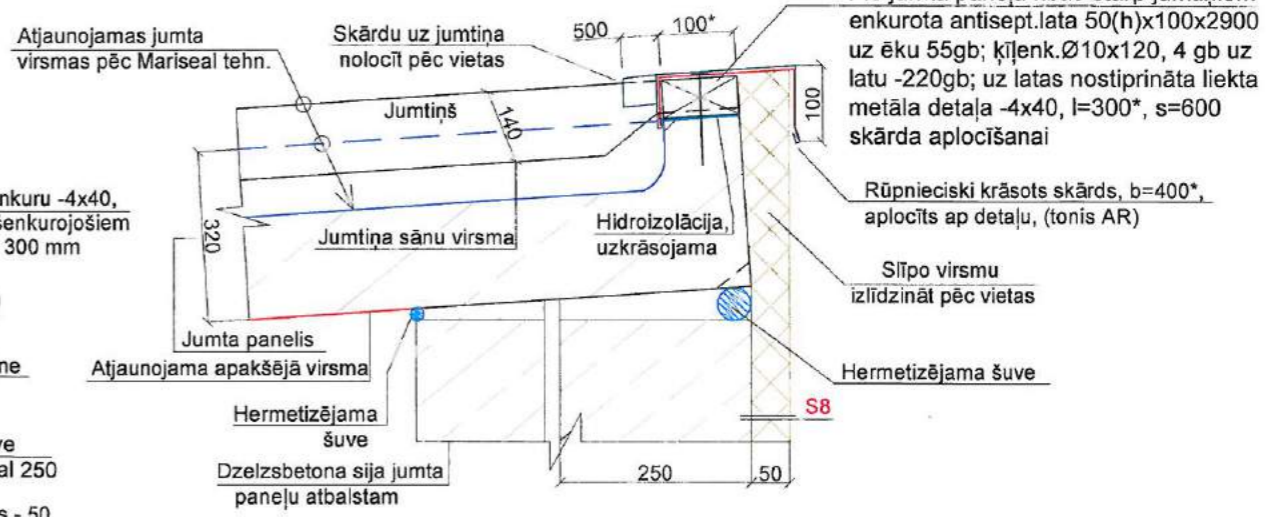 enkurota antisept.lata 50(h)x100x2900
uz ēku 55gb; ķīļenk.Ø10x120, 4 gb uz
latu -220gb; uz latas nostiprināta liekta
metāla detaļa -4x40, l=300*, s=600
skārda aplocīšanai
Atjaunojamas jumta
virsmas pēc Mariseal tehn.
Skārdu uz jumtiņa
nolocīt pēc vietas
500
100*
100
Jumtiņš
140
nkuru -4x40,
senkurojošiem
300 mm
320
Jumtiņa sānu virsma
Hidroizolācija,
uzkrāsojama
Rūpnieciski krāsots skārds, b=400*,
aplocīts ap detaļu, (tonis AR)
Slīpo virsmu
izlīdzināt pēc vietas
Jumta panelis
Atjaunojama apakšējā virsma
ne
Hermetizējama šuve
S8
Hermetizējama
šuve
al 250
Dzelzsbetona sija jumta
paneļu atbalstam
250
50
s - 50